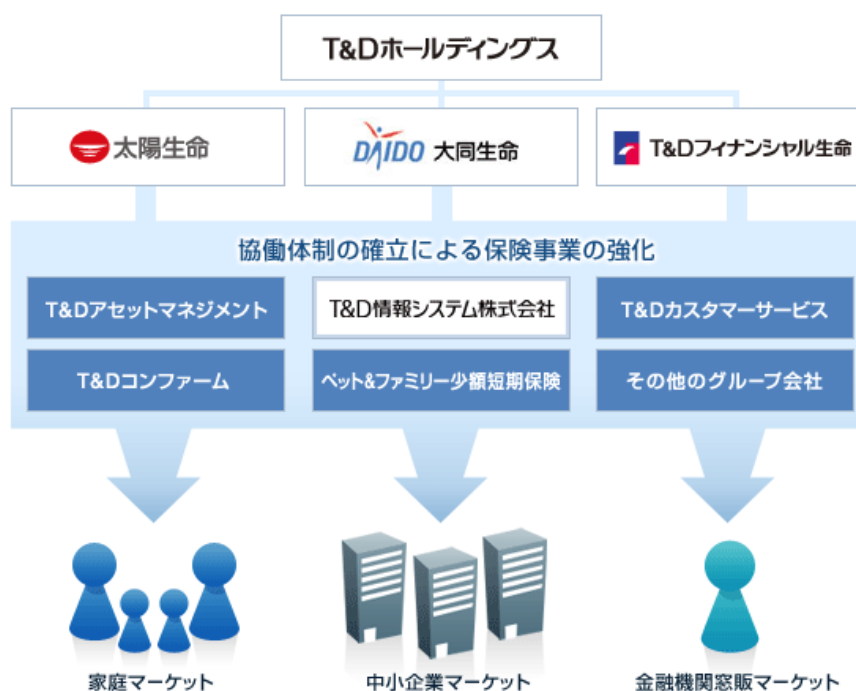 T&Dホールディングス
太陽生命
DAIDO 大同生命
T&Dフィナンシャル生命
協働体制の確立による保険事業の強化
T&Dアセットマネジメント
T&D情報システム株式会社
T&Dカスタマーサービス
T&Dコンファーム
ペット&ファミリー少額短期保険
その他のグループ会社
家庭マーケット
中小企業マーケット
金融機関窓販マーケット